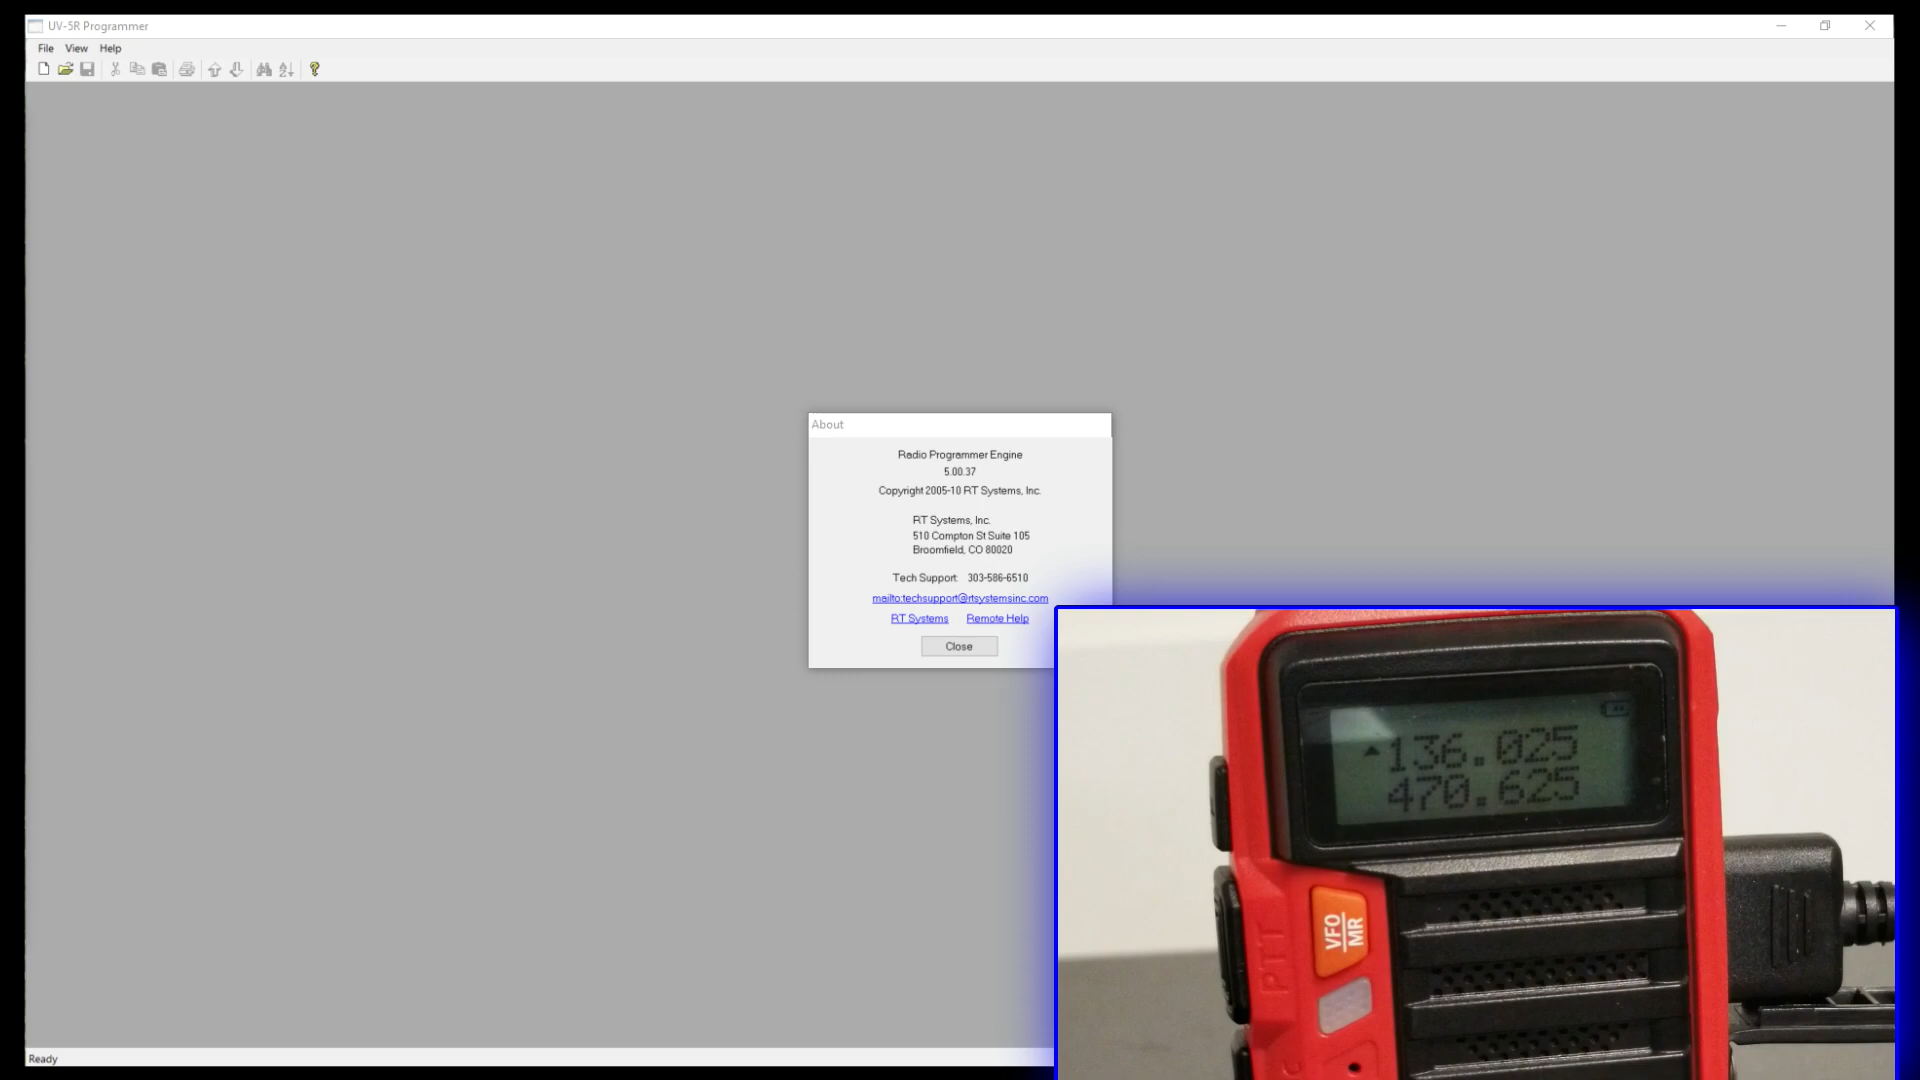 UV-5R Programmer
File View Help
About
Radio Programmer Engine
5.00.37
Copyright 2005-10 RT Systems, Inc.
RT Systems, Inc.
510 Compton St Suite 105
Broomfield, CO 80020
Tech Support 303-586-6510
mailto:techsupport@rtsystemsinc.com
RT Systems Remote Help
Close
136.025
470.625
VFO
MR
PTT
Ready